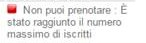 Non puoi prenotare : È
stato raggiunto il numero
massimo di iscritti